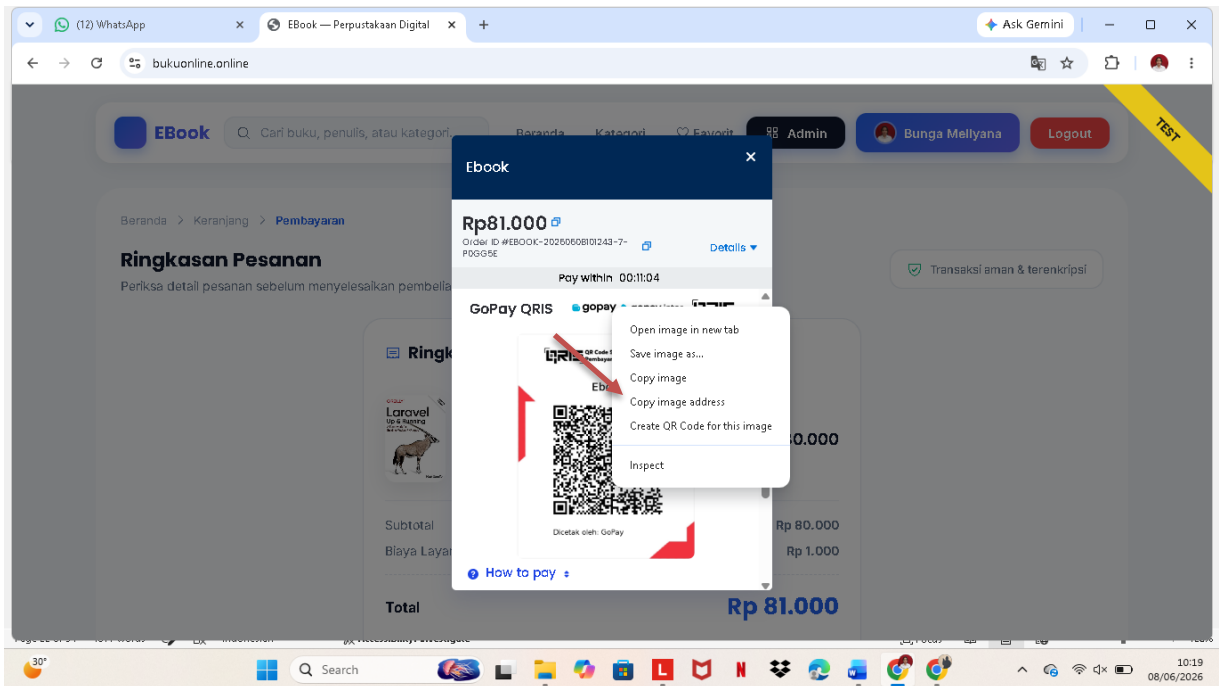 (12) WhatsApp
EBook — Perpustakaan Digital
Ask Gemini
bukuonline.online
TEST
EBook
Cari buku, penulis, atau kategori.
Beranda
Kategori
Favorit
Admin
Bunga Mellyana
Logout
Ebook
Beranda > Keranjang > Pembayaran
Rp81.000
Order ID #EBOOK-20260608101243-7-
Details
Ringkasan Pesanan
Transaksi aman & terenkripsi
Pay within 00:11:04
Periksa detail pesanan sebelum menyelesaikan pembelia
GoPay QRIS
gopay
Open image in new tab
Save image as...
Copy image
Copy image address
Create QR Code for this image
Inspect
QRIS
QR Code S
Pembayar
Ringk
Ebo
Laravel
Up & Running
0.000
Dicetak oleh: GoPay
Subtotal
Rp 80.000
Biaya Layan
Rp 1.000
How to pay
Total
Rp 81.000
30°
Search
10:19
08/06/2026